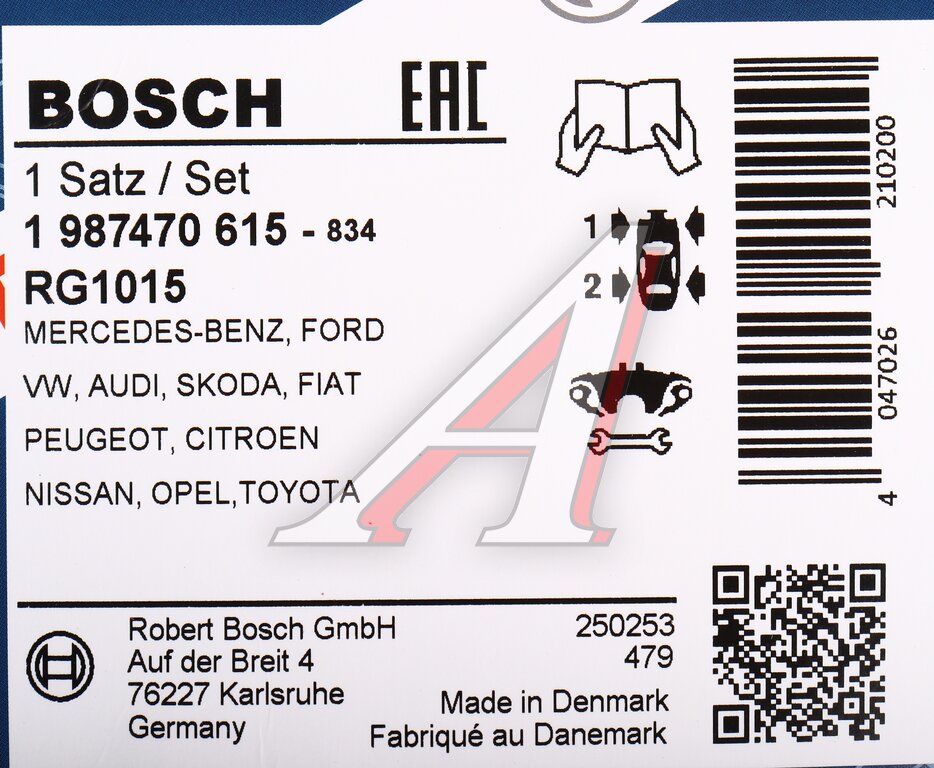 BOSCH
EAC
1 Satz / Set
1 987470 615 - 834
RG1015
MERCEDES-BENZ, FORD
VW, AUDI, SKODA, FIAT
PEUGEOT, CITROEN
NISSAN, OPEL,TOYOTA
1
2
4 047026 210200
Robert Bosch GmbH
Auf der Breit 4
76227 Karlsruhe
Germany
250253
479
Made in Denmark
Fabriqué au Danemark